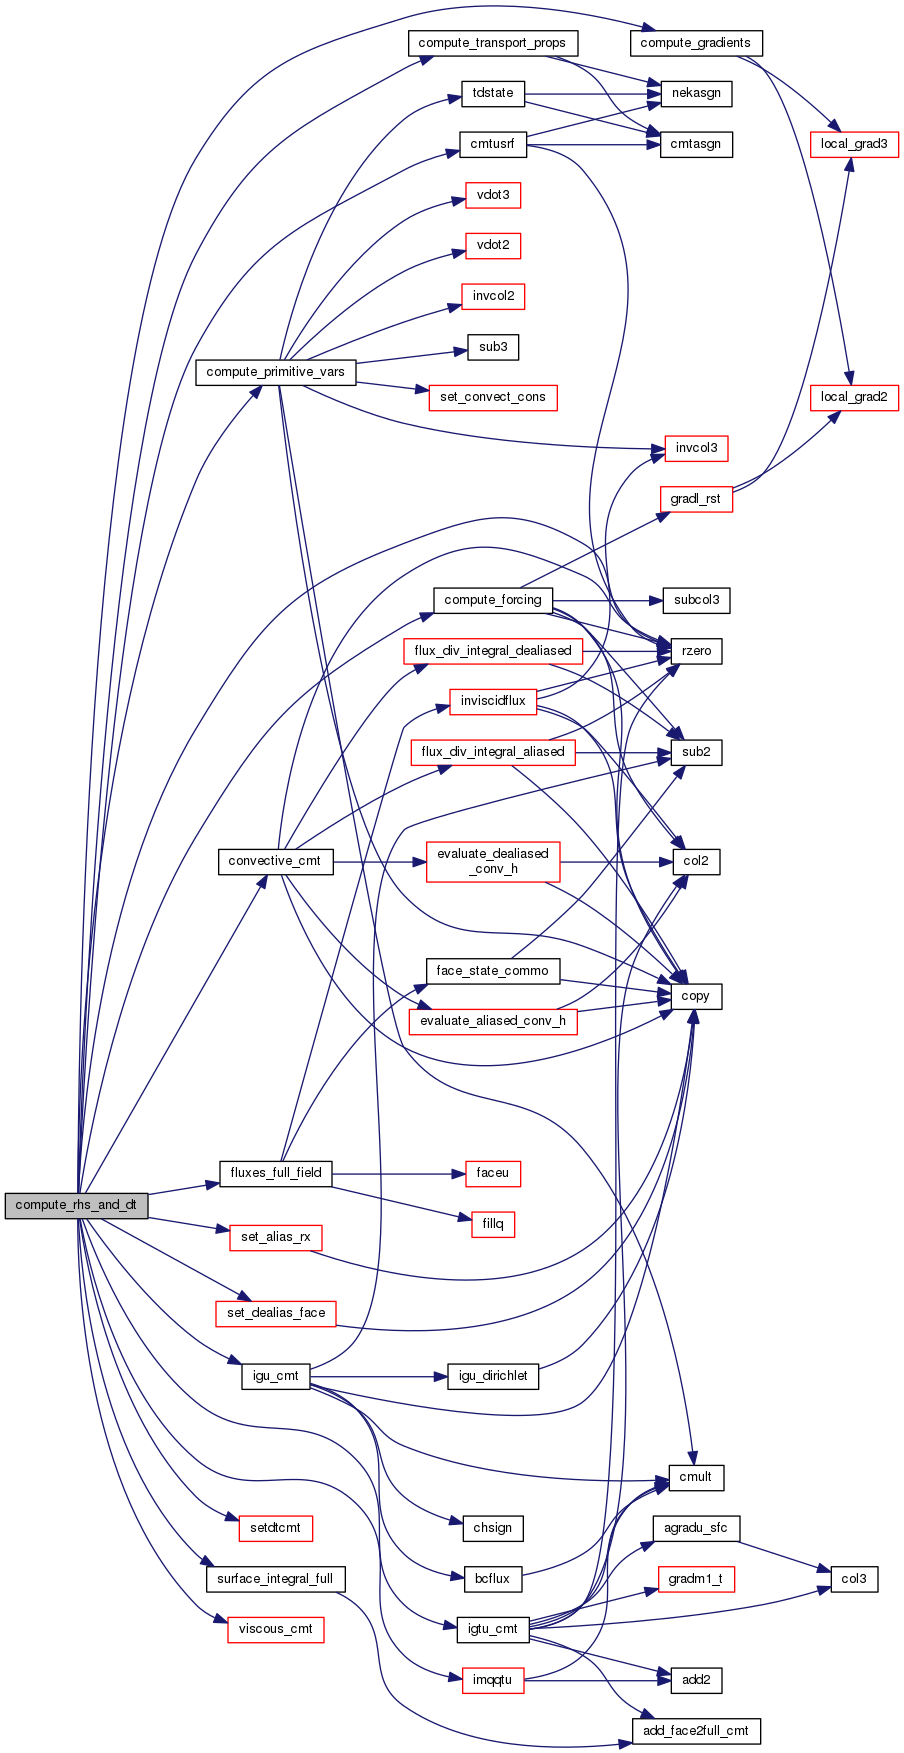 compute_transport_props
compute_gradients
tdstate
nekasgn
cmtusrf
cmtasgn
local_grad3
vdot3
vdot2
invcol2
sub3
compute_primitive_vars
set_convect_cons
local_grad2
invcol3
gradl_rst
compute_forcing
subcol3
flux_div_integral_dealiased
rzero
inviscidflux
flux_div_integral_aliased
sub2
convective_cmt
evaluate_dealiased
_conv_h
col2
face_state_commo
copy
evaluate_aliased_conv_h
fluxes_full_field
faceu
compute_rhs_and_dt
fillq
set_alias_rx
set_dealias_face
igu_cmt
igu_dirichlet
cmult
setdtcmt
chsign
agradu_sfc
surface_integral_full
bcflux
gradm1_t
col3
viscous_cmt
igtu_cmt
imqqtu
add2
add_face2full_cmt